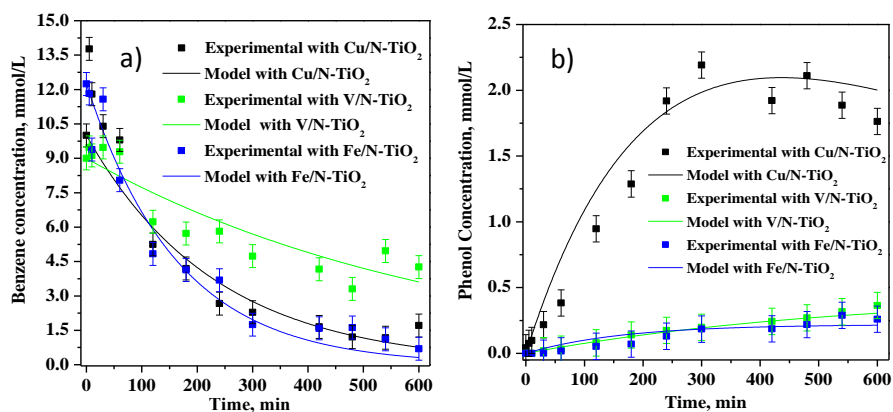 15.0
13.5
12.0
10.5
9.0
7.5
6.0
4.5
3.0
1.5
0.0
0 100 200 300 400 500 600
Time, min
Benzene concentration, mmol/L
a)
Experimental with Cu/N-TiO2
Model with Cu/N-TiO2
Experimental with V/N-TiO2
Model with V/N-TiO2
Experimental with Fe/N-TiO2
Model with Fe/N-TiO2
2.5
2.0
1.5
1.0
0.5
0.0
0 100 200 300 400 500 600
Time, min
Phenol Concentration, mmol/L
b)
Experimental with Cu/N-TiO2
Model with Cu/N-TiO2
Experimental with V/N-TiO2
Model with V/N-TiO2
Experimental with Fe/N-TiO2
Model with Fe/N-TiO2